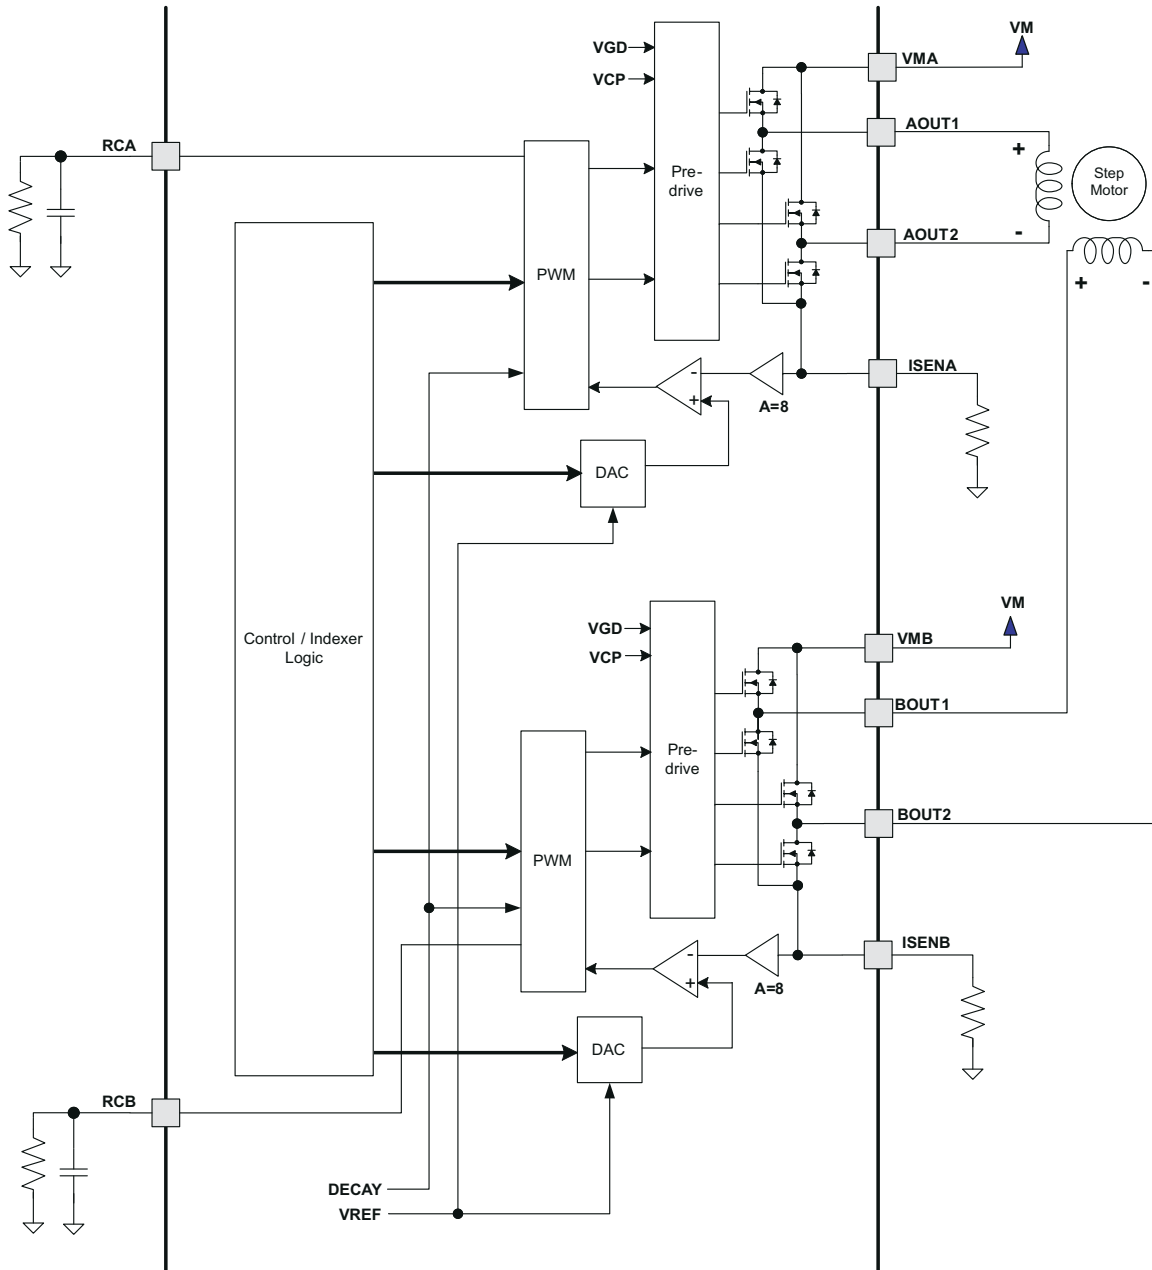 VM
VGD
VMA
VCP
AOUT1
RCA
+
Pre-
drive
Step
Motor
AOUT2
-
PWM
+ -
ISENA
-
+
A=8
DAC
VM
VGD
Control / Indexer
Logic
VMB
VCP
BOUT1
Pre-
drive
BOUT2
PWM
ISENB
-
+
A=8
DAC
RCB
DECAY
VREF